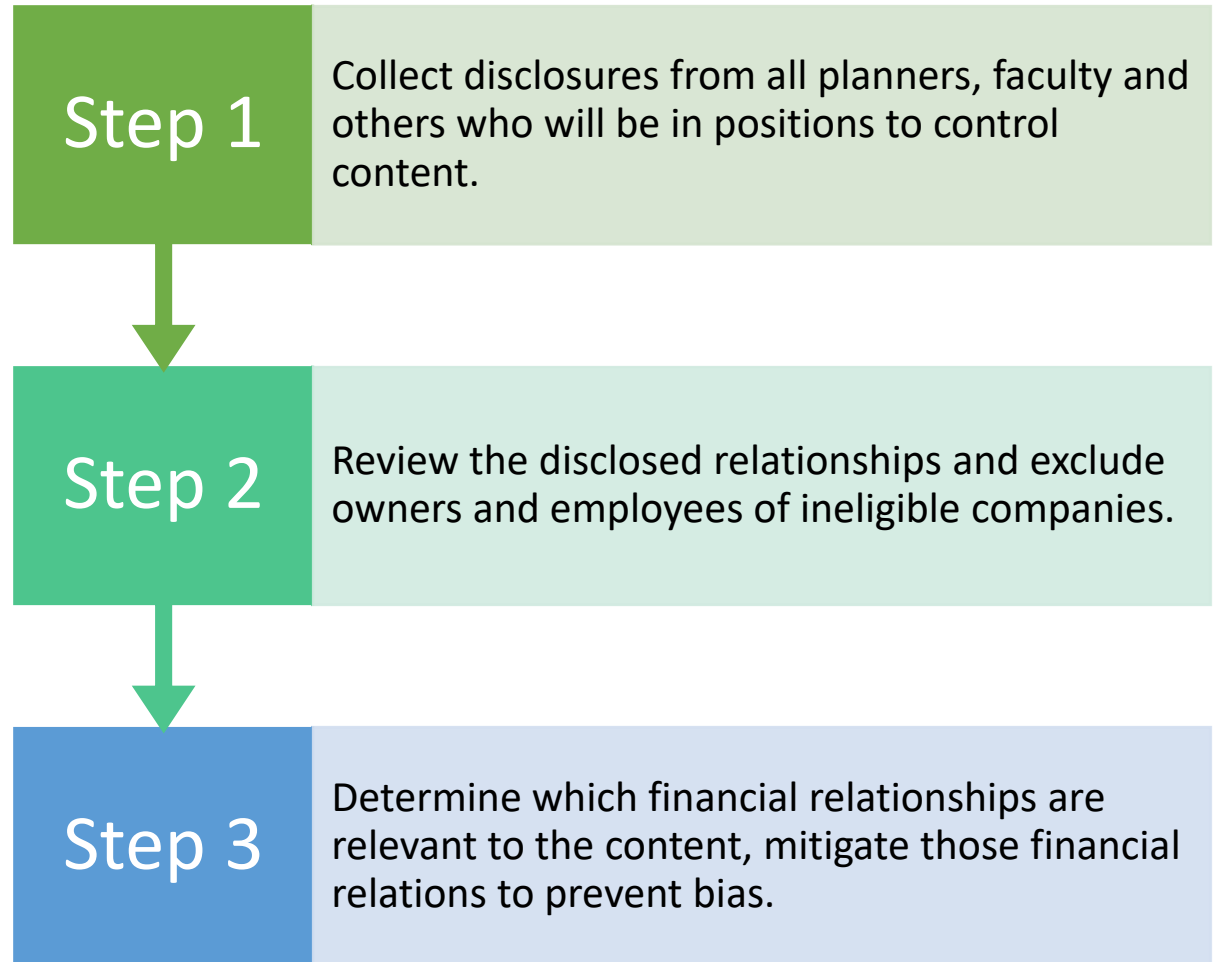 Step 1
Collect disclosures from all planners, faculty and
others who will be in positions to control
content.
Step 2
Review the disclosed relationships and exclude
owners and employees of ineligible companies.
Step 3
Determine which financial relationships are
relevant to the content, mitigate those financial
relations to prevent bias.